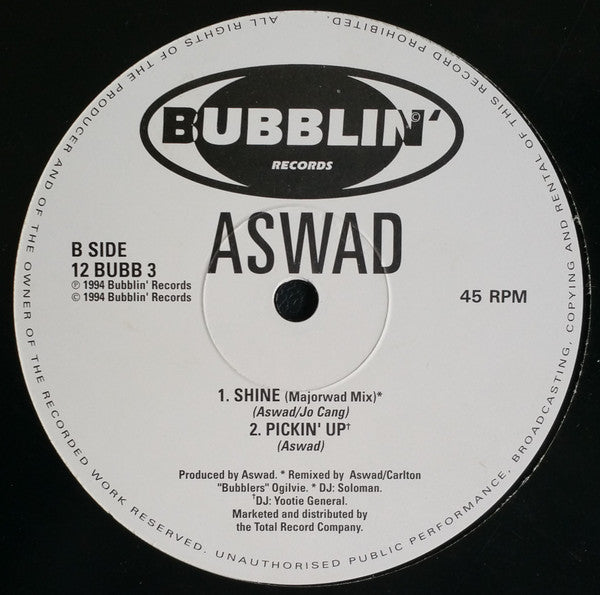 BUBBLIN'©
RECORDS
ASWAD
B SIDE
12 BUBB 3
℗ 1994 Bubblin' Records
© 1994 Bubblin' Records
45 RPM
1. SHINE (Majorwad Mix)*
(Aswad/Jo Cang)
2. PICKIN' UP†
(Aswad)
Produced by Aswad. * Remixed by Aswad/Carlton
"Bubblers" Ogilvie. * DJ: Soloman.
†DJ: Yootie General.
Marketed and distributed by
the Total Record Company.
ALL RIGHTS OF THE PRODUCER AND OF THE OWNER OF THE RECORDED WORK RESERVED. UNAUTHORISED PUBLIC PERFORMANCE, BROADCASTING, COPYING AND RENTAL OF THIS RECORD PROHIBITED.